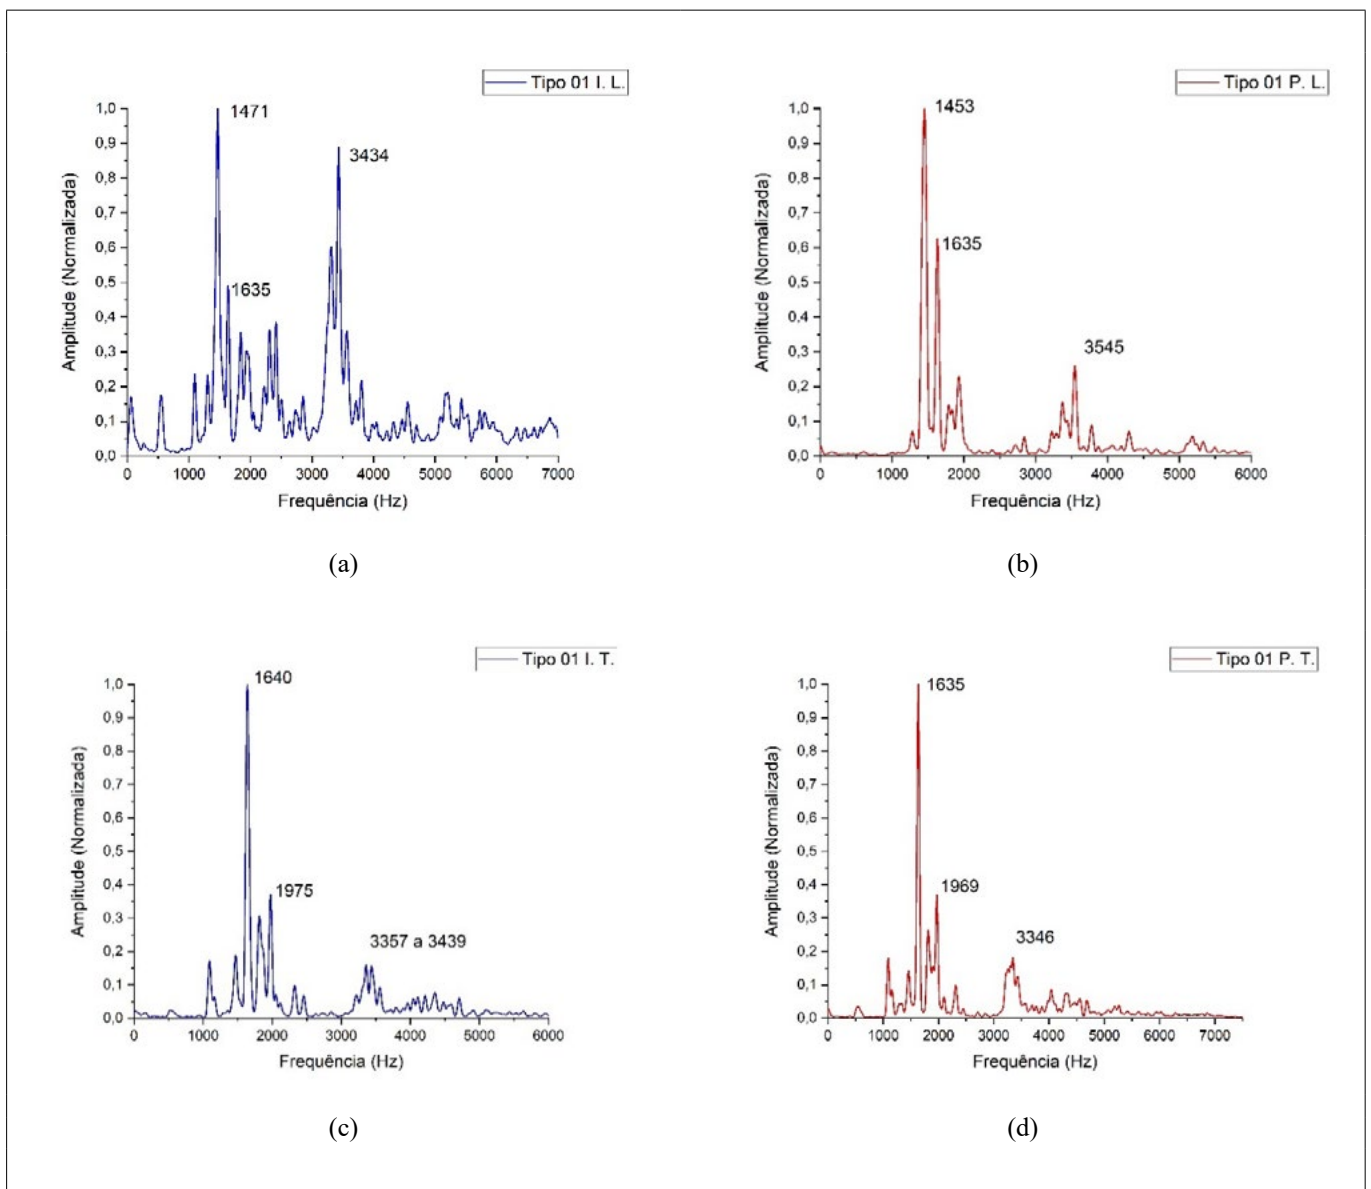 Tipo 01 I. L.
1471
3434
1635
Amplitude (Normalizada)
1,0
0,9
0,8
0,7
0,6
0,5
0,4
0,3
0,2
0,1
0,0
0 1000 2000 3000 4000 5000 6000 7000
Frequência (Hz)
(a)
Tipo 01 P. L.
1453
1635
3545
Amplitude (Normalizada)
1,0
0,9
0,8
0,7
0,6
0,5
0,4
0,3
0,2
0,1
0,0
0 1000 2000 3000 4000 5000 6000
Frequência (Hz)
(b)
Tipo 01 I. T.
1640
1975
3357 a 3439
Amplitude (Normalizada)
1,0
0,9
0,8
0,7
0,6
0,5
0,4
0,3
0,2
0,1
0,0
0 1000 2000 3000 4000 5000 6000
Frequência (Hz)
(c)
Tipo 01 P. T.
1635
1969
3346
Amplitude (Normalizada)
1,0
0,9
0,8
0,7
0,6
0,5
0,4
0,3
0,2
0,1
0,0
0 1000 2000 3000 4000 5000 6000 7000
Frequência (Hz)
(d)